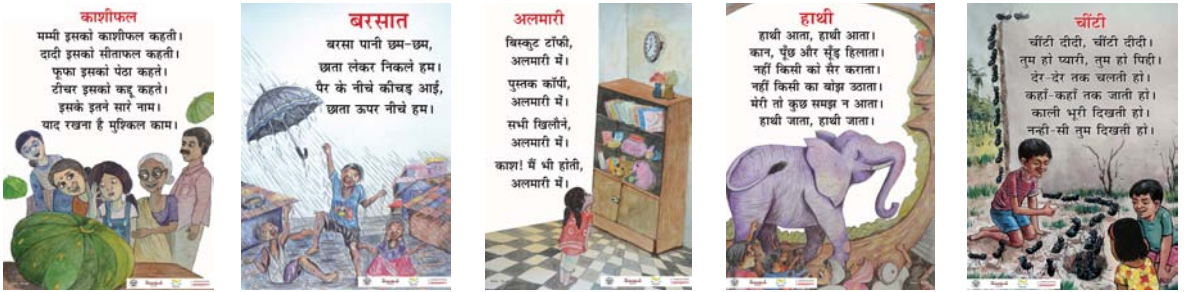 काशीफल
मम्मी इसको काशीफल कहती।
दादी इसको सीताफल कहती।
फूफा इसको पेठा कहते।
टीचर इसको कद्दू कहते।
इसके इतने सारे नाम।
याद रखना है मुश्किल काम।
बरसात
बरसा पानी छम-छम,
छाता लेकर निकले हम।
पैर के नीचे कीचड़ आई,
छाता ऊपर नीचे हम।
अलमारी
बिस्कुट टॉफी,
अलमारी में।
पुस्तक कॉपी,
अलमारी में।
सभी खिलौने,
अलमारी में।
काश! मैं भी होती,
अलमारी में।
हाथी
हाथी आता, हाथी आता।
कान, पूँछ और सूँड़ हिलाता।
नहीं किसी को सैर कराता।
नहीं किसी का बोझ उठाता।
मेरी तो कुछ समझ न आता।
हाथी जाता, हाथी जाता।
चींटी
चींटी दीदी, चींटी दीदी।
तुम हो प्यारी, तुम हो पिद्दी।
देर-देर तक चलती हो।
कहाँ-कहाँ तक जाती हो।
काली भूरी दिखती हो।
नन्ही-सी तुम दिखती हो।